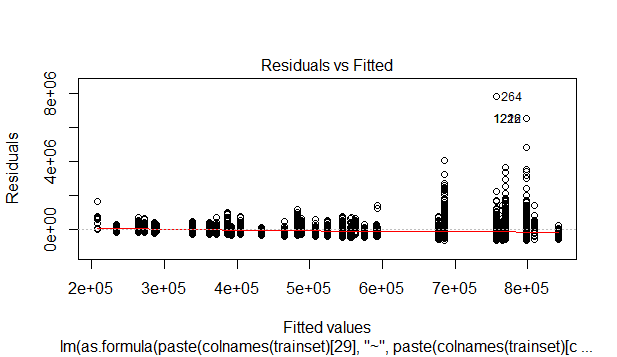 Residuals vs Fitted
Residuals
8e+06
4e+06
0e+00
264
2e+05 3e+05 4e+05 5e+05 6e+05 7e+05 8e+05
Fitted values
lm(as.formula(paste(colnames(trainset)[29], "~", paste(colnames(trainset)[c ...